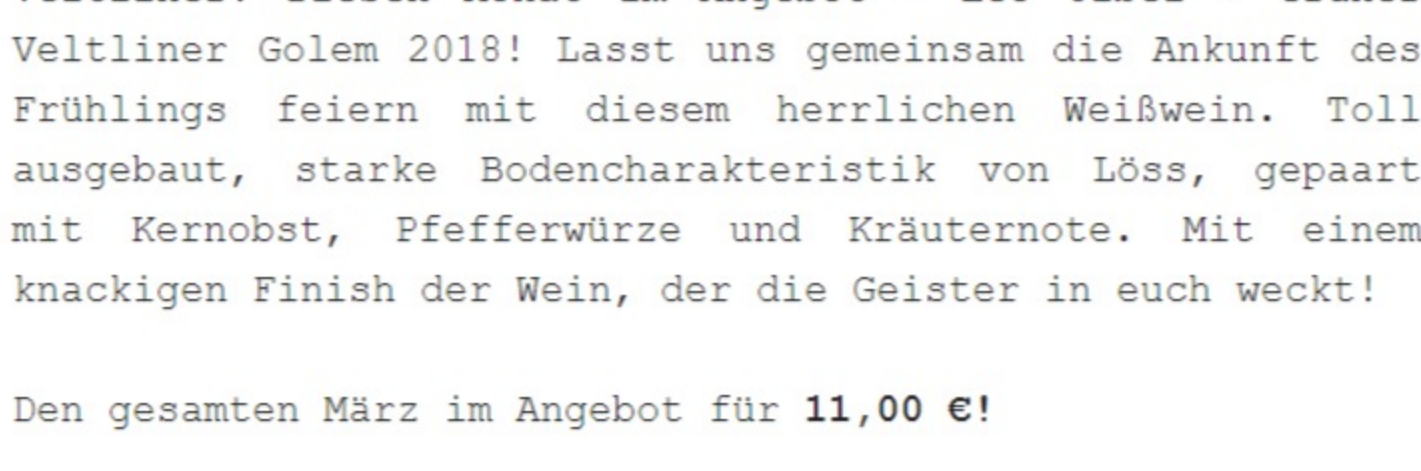 Veltliner Golem 2018! Lasst uns gemeinsam die Ankunft des
Frühlings feiern mit diesem herrlichen Weißwein. Toll
ausgebaut, starke Bodencharakteristik von Löss, gepaart
mit Kernobst, Pfefferwürze und Kräuternote. Mit einem
knackigen Finish der Wein, der die Geister in euch weckt!
Den gesamten März im Angebot für 11,00 €!